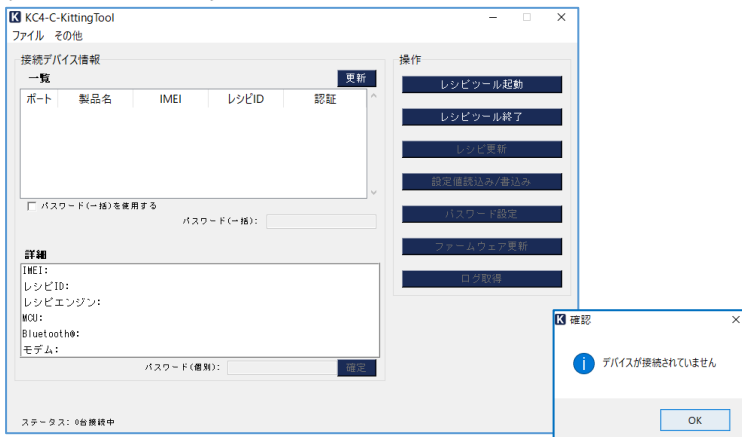 KC4-C-KittingTool
ファイル その他
接続デバイス情報
一覧
更新
ポート 製品名 IMEI レシピID 認証
パスワード(一括)を使用する
パスワード(一括):
詳細
IMEI:
レシピID:
レシピエンジン:
MCU:
Bluetooth®:
モデム:
パスワード(個別):
確定
ステータス: 0台接続中
操作
レシピツール起動
レシピツール終了
レシピ更新
設定値読込み/書込み
パスワード設定
ファームウェア更新
ログ取得
確認
デバイスが接続されていません
OK